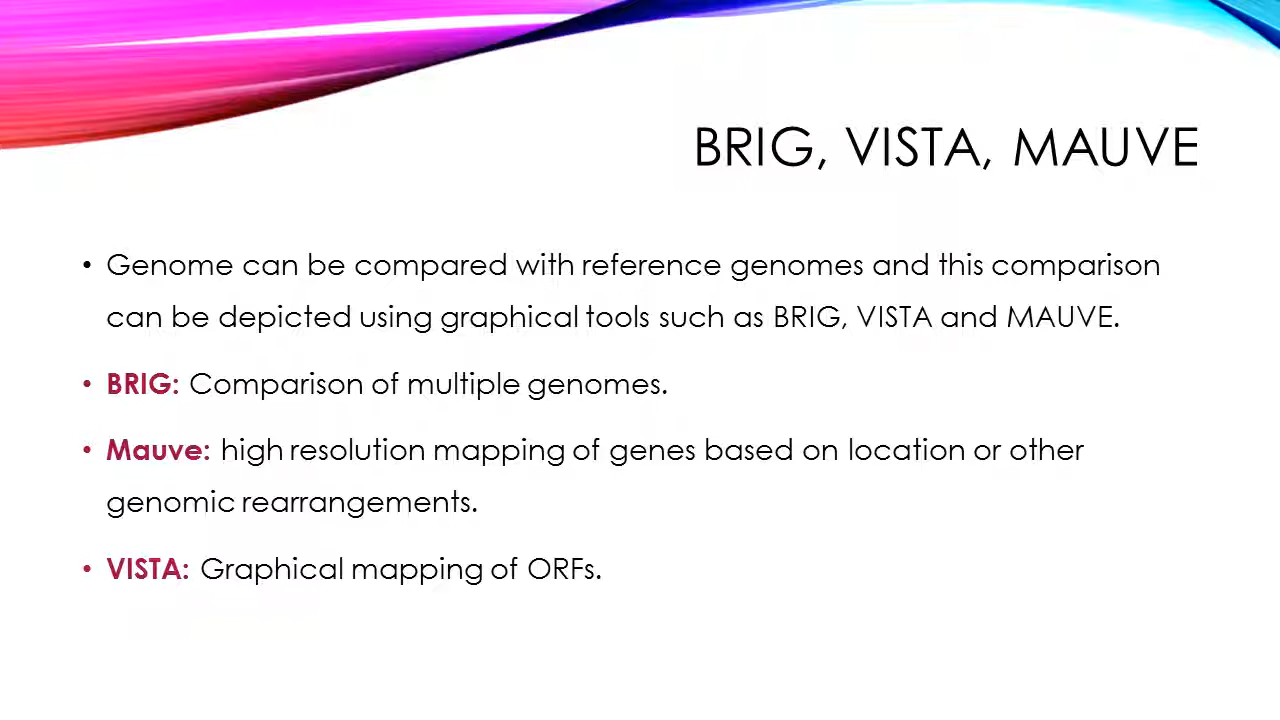 BRIG, VISTA, MAUVE
• Genome can be compared with reference genomes and this comparison
can be depicted using graphical tools such as BRIG, VISTA and MAUVE.
• BRIG: Comparison of multiple genomes.
• Mauve: high resolution mapping of genes based on location or other
genomic rearrangements.
• VISTA: Graphical mapping of ORFs.